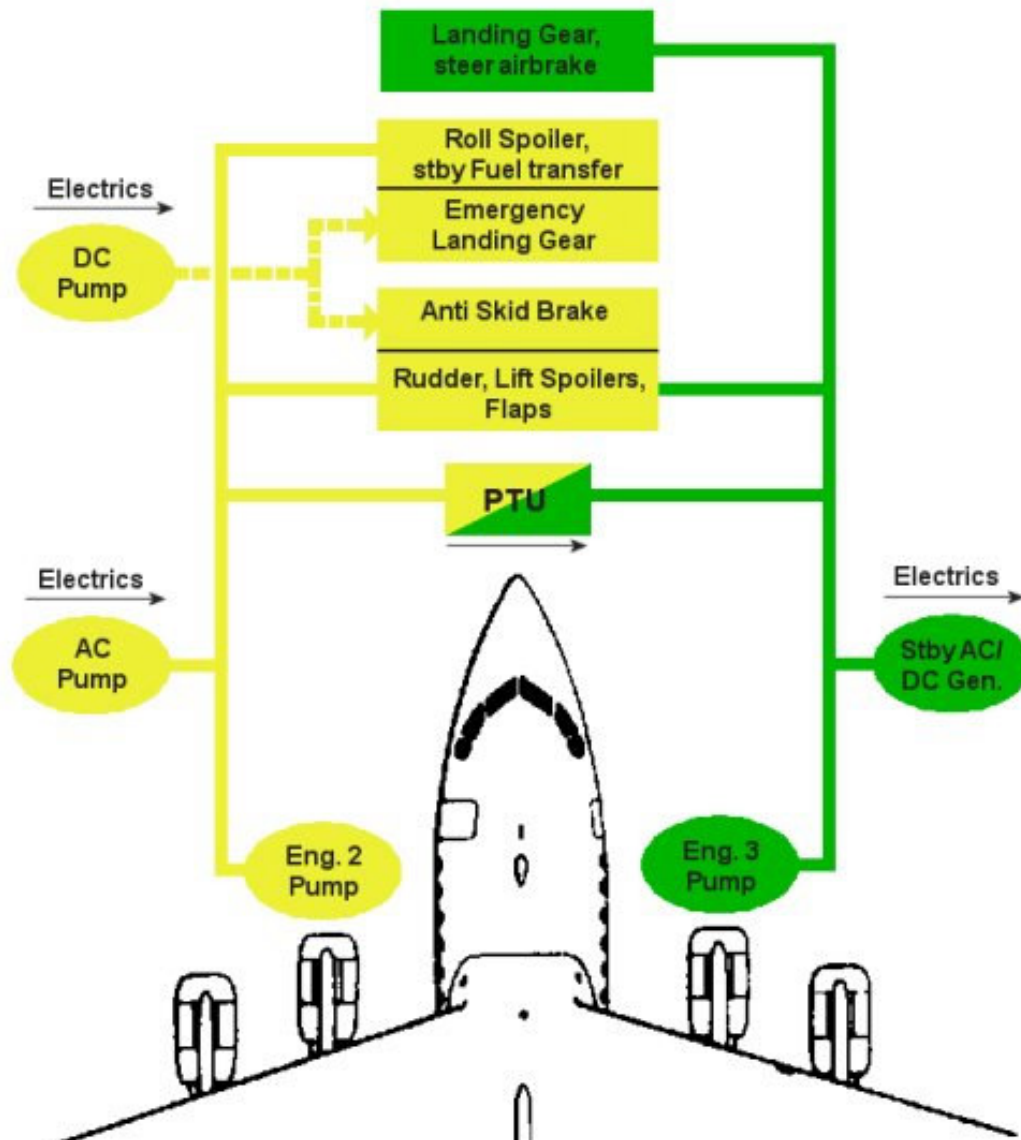 Landing Gear,
steer airbrake
Roll Spoiler,
stby Fuel transfer
Electrics
Emergency
Landing Gear
DC
Pump
Anti Skid Brake
Rudder, Lift Spoilers,
Flaps
PTU
Electrics
Electrics
AC
Pump
Stby AC/
DC Gen.
Eng. 2
Pump
Eng. 3
Pump